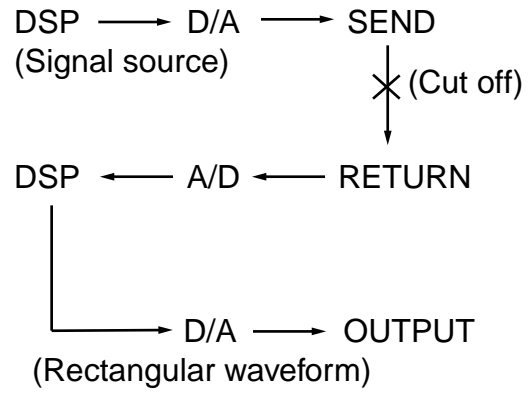 DSP D/A SEND
(Signal source)
(Cut off)
DSP A/D RETURN
D/A OUTPUT
(Rectangular waveform)